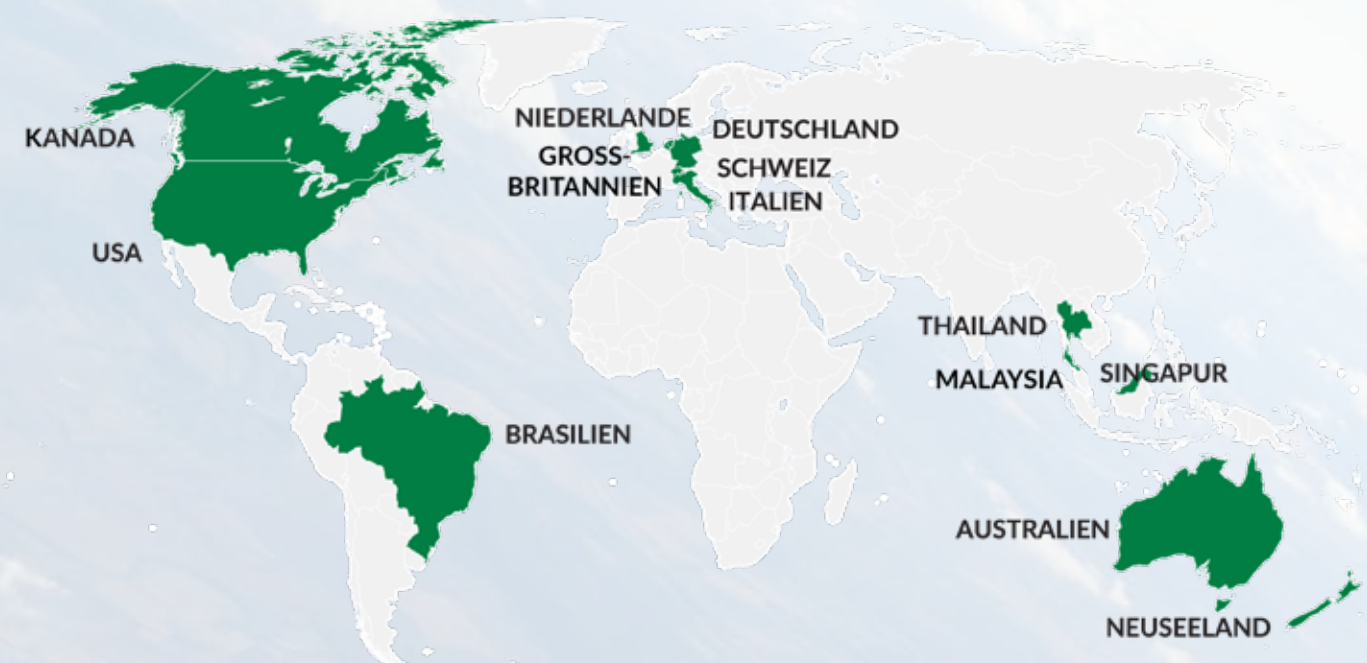 NIEDERLANDE
DEUTSCHLAND
KANADA
GROSS-
BRITANNIEN
SCHWEIZ
ITALIEN
USA
THAILAND
MALAYSIA
SINGAPUR
BRASILIEN
AUSTRALIEN
NEUSEELAND